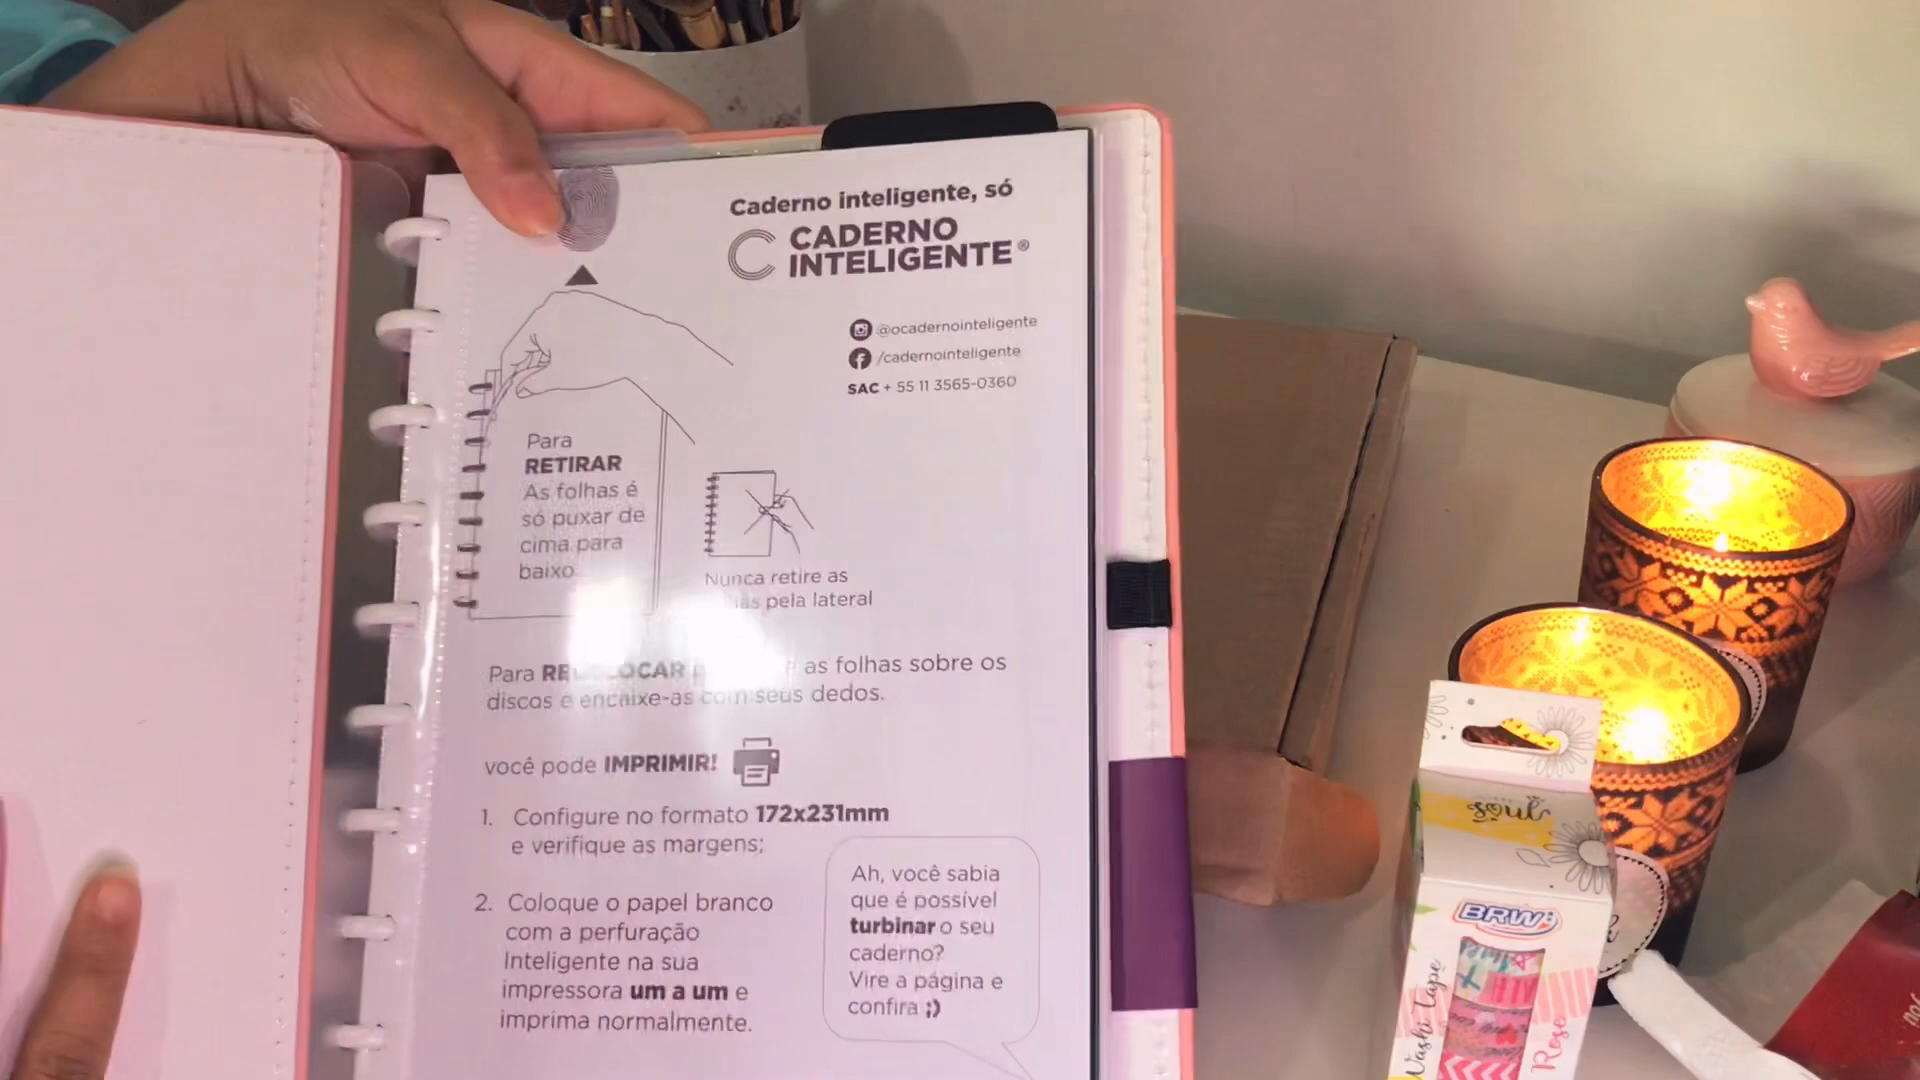 Caderno inteligente, só
CADERNO
INTELIGENTE®
@ocadernointeligente
/cadernointeligente
SAC + 55 11 3565-0360
Para
RETIRAR
As folhas é
só puxar de
cima para
baixo
Nunca retire as
pela lateral
Para as folhas sobre os
discos e encaixe-as com seus dedos.
você pode IMPRIMIR!
1. Configure no formato 172x231mm
e verifique as margens;
2. Coloque o papel branco
com a perfuração
Inteligente na sua
impressora um a um e
imprima normalmente.
Ah, você sabia
que é possível
turbinar o seu
caderno?
Vire a página e
confira ;)
BRW
Washi Tape
Rose